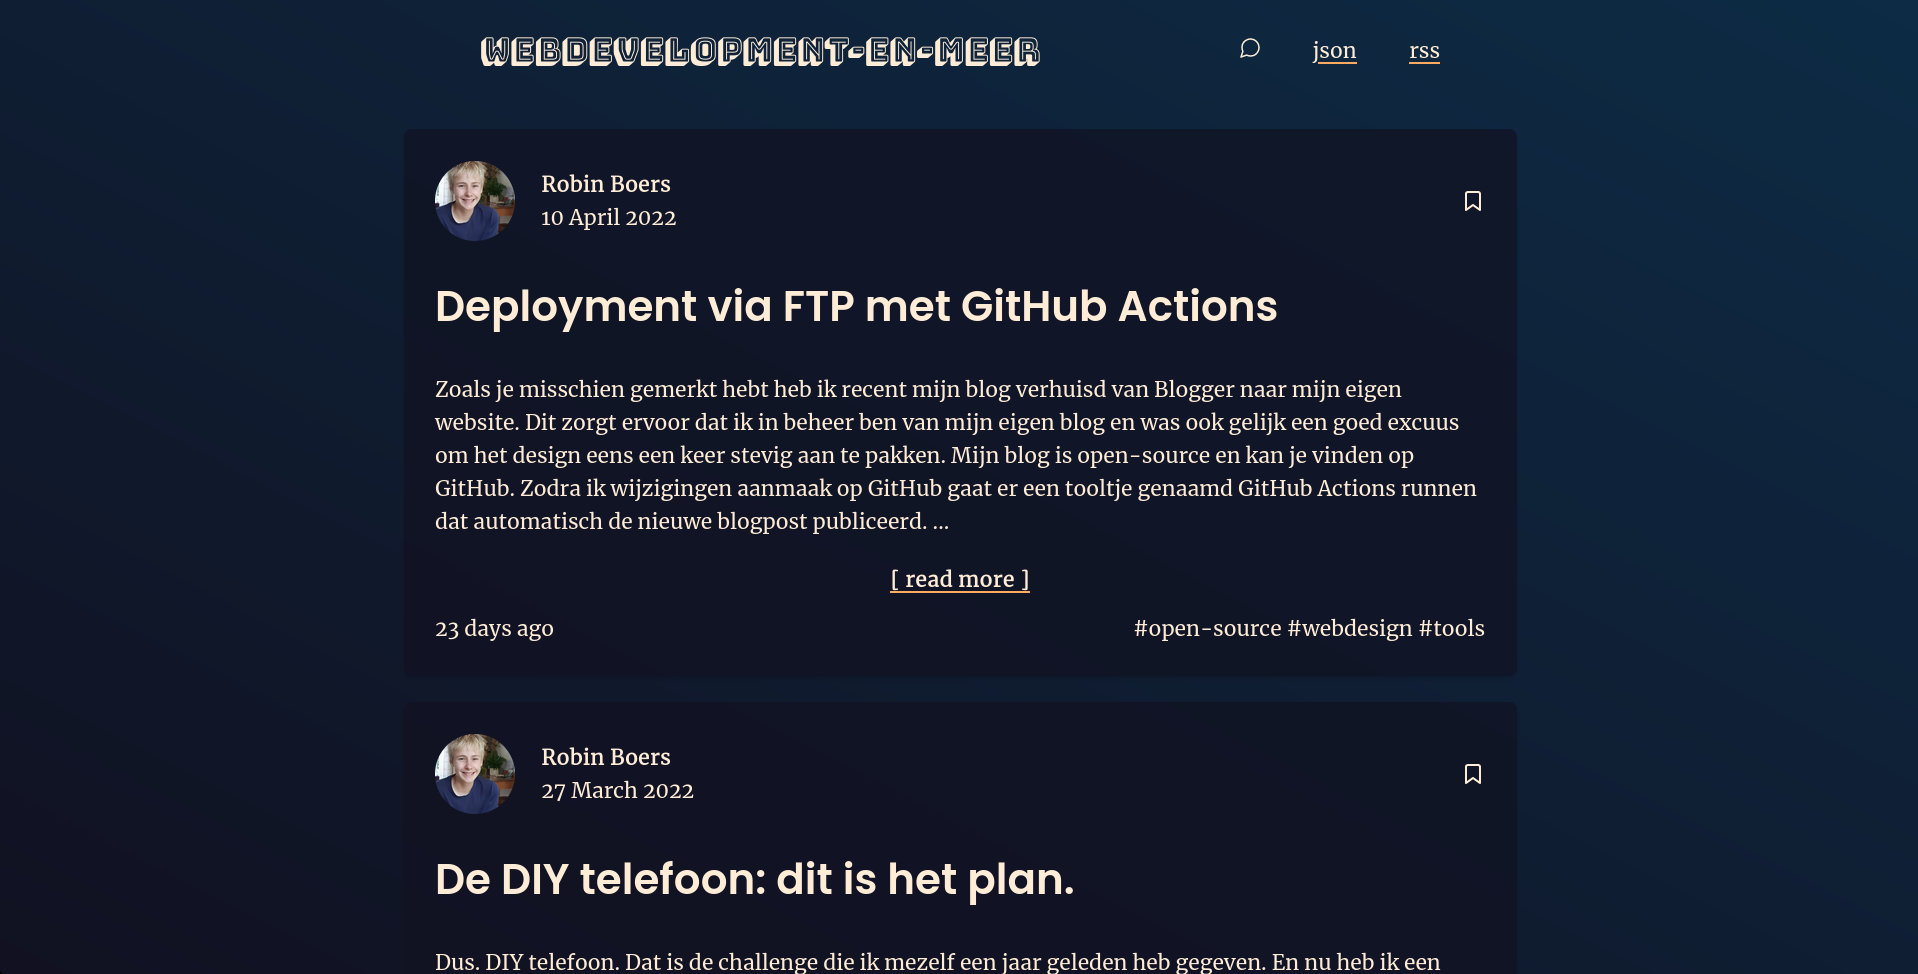 WEBDEVELOPMENT-EN-MEER json rss
Robin Boers
10 April 2022
Deployment via FTP met GitHub Actions
Zoals je misschien gemerkt hebt heb ik recent mijn blog verhuisd van Blogger naar mijn eigen
website. Dit zorgt ervoor dat ik in beheer ben van mijn eigen blog en was ook gelijk een goed excuus
om het design eens een keer stevig aan te pakken. Mijn blog is open-source en kan je vinden op
GitHub. Zodra ik wijzigingen aanmaak op GitHub gaat er een tooltje genaamd GitHub Actions runnen
dat automatisch de nieuwe blogpost publiceerd. ...
[ read more ]
23 days ago #open-source #webdesign #tools
Robin Boers
27 March 2022
De DIY telefoon: dit is het plan.
Dus. DIY telefoon. Dat is de challenge die ik mezelf een jaar geleden heb gegeven. En nu heb ik een